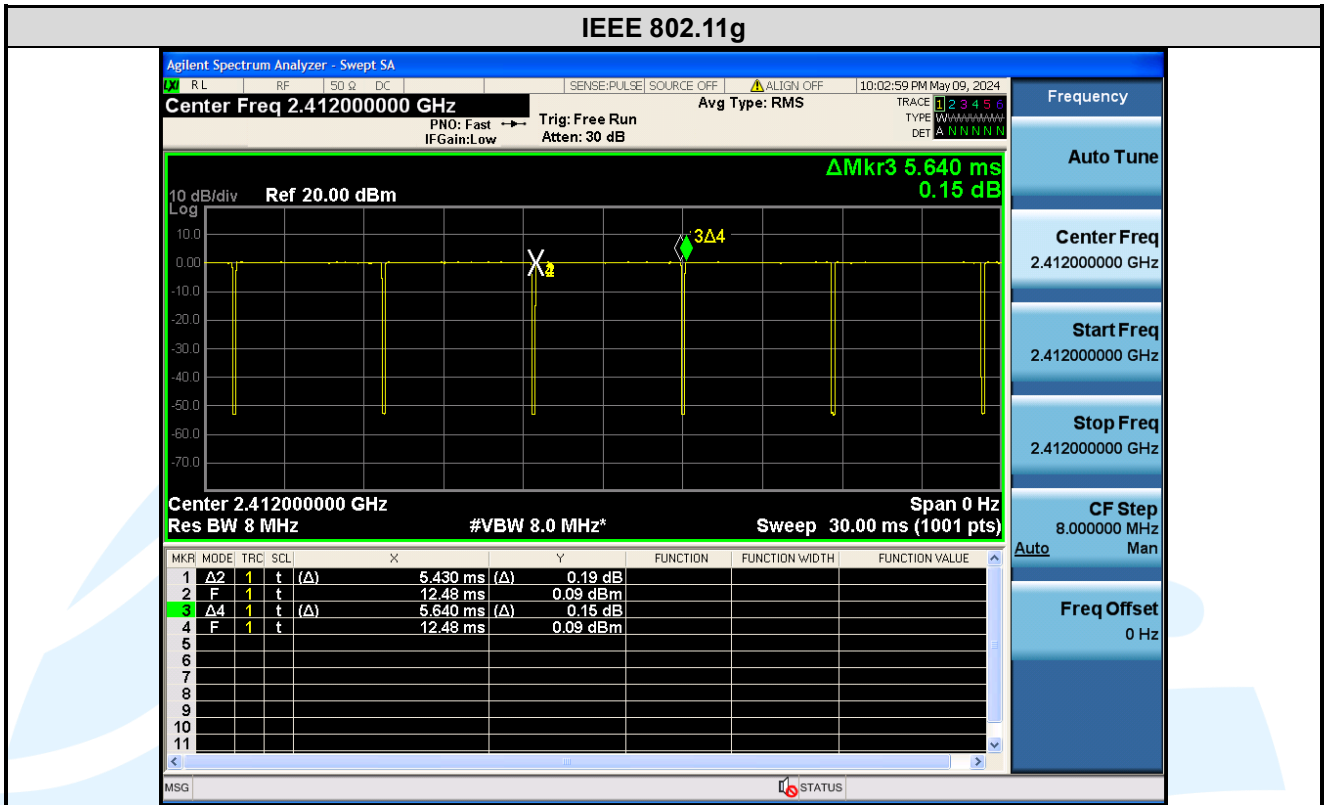 IEEE 802.11g
Agilent Spectrum Analyzer - Swept SA
LXI R L RF 50 Ω DC SENSE:PULSE SOURCE OFF ALIGN OFF 10:02:59 PM May 09, 2024
Center Freq 2.412000000 GHz
PNO: Fast
IFGain:Low
Trig: Free Run
Atten: 30 dB
Avg Type: RMS
TRACE 1 2 3 4 5 6
TYPE WWWWWW
DET A N N N N N
ΔMkr3 5.640 ms
0.15 dB
10 dB/div Ref 20.00 dBm
Log
10.0
0.00
-10.0
-20.0
-30.0
-40.0
-50.0
-60.0
-70.0
X
3Δ4
Center 2.412000000 GHz Span 0 Hz
Res BW 8 MHz #VBW 8.0 MHz* Sweep 30.00 ms (1001 pts)
MKR MODE TRC SCL X Y FUNCTION FUNCTION WIDTH FUNCTION VALUE
1 Δ2 1 t (Δ) 5.430 ms (Δ) 0.19 dB
2 F 1 t 12.48 ms 0.09 dBm
3 Δ4 1 t (Δ) 5.640 ms (Δ) 0.15 dB
4 F 1 t 12.48 ms 0.09 dBm
5
6
7
8
9
10
11
MSG STATUS
Frequency
Auto Tune
Center Freq
2.412000000 GHz
Start Freq
2.412000000 GHz
Stop Freq
2.412000000 GHz
CF Step
8.000000 MHz
Auto Man
Freq Offset
0 Hz